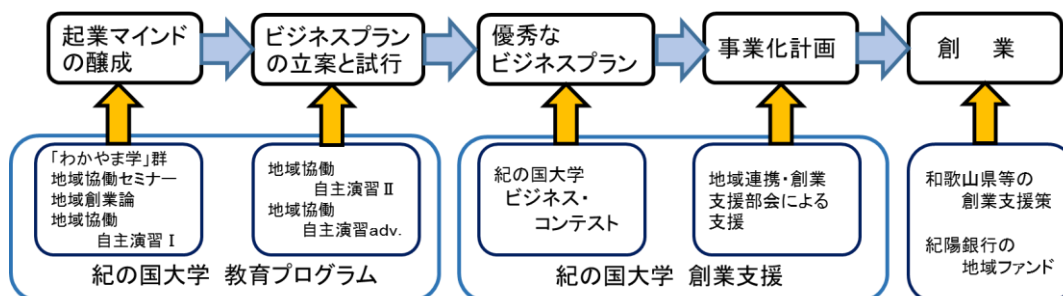 起業マインド
の醸成
ビジネスプラン
の立案と試行
優秀な
ビジネスプラン
事業化計画
創　業
「わかやま学」群
地域協働セミナー
地域創業論
地域協働
自主演習Ⅰ
地域協働
自主演習Ⅱ
地域協働
自主演習adv.
紀の国大学 教育プログラム
紀の国大学
ビジネス・
コンテスト
地域連携・創業
支援部会による
支援
紀の国大学 創業支援
和歌山県等の
創業支援策
紀陽銀行の
地域ファンド